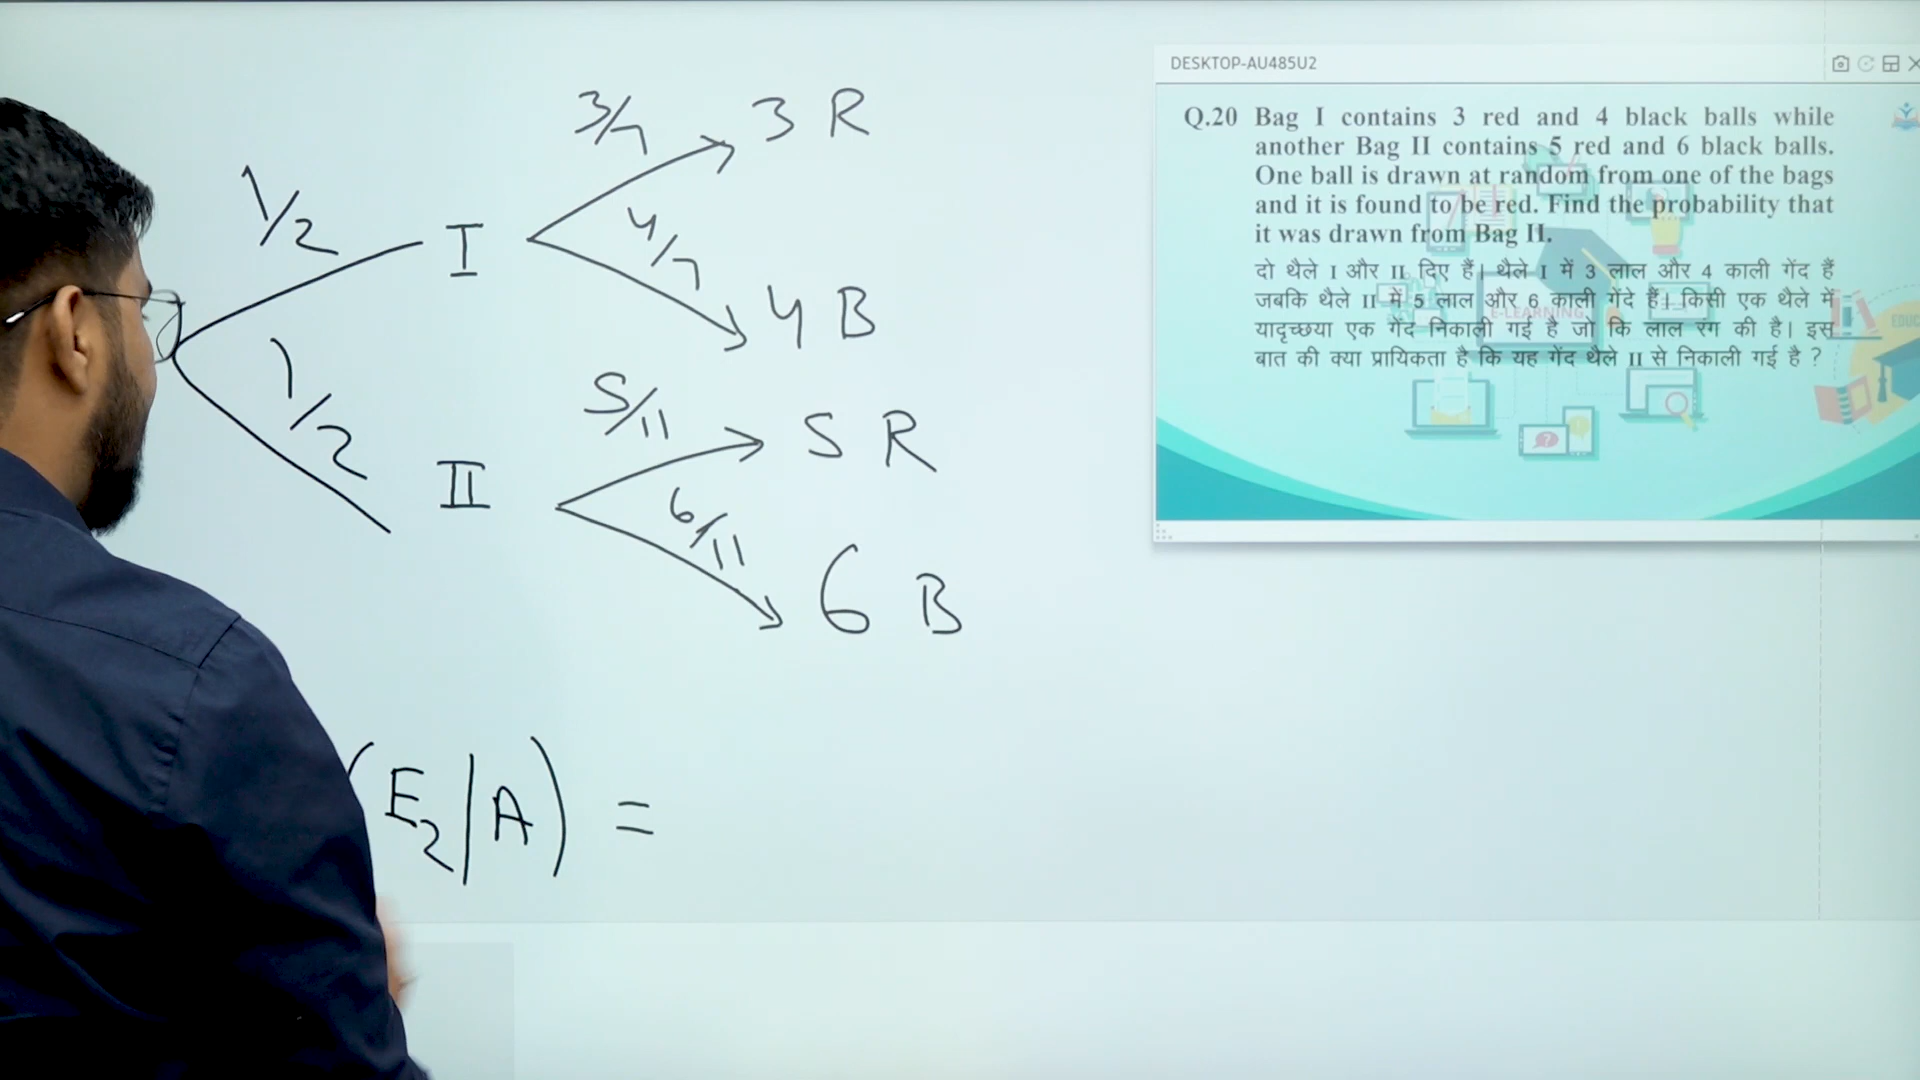 DESKTOP-AU485U2
Q.20 Bag I contains 3 red and 4 black balls while
another Bag II contains 5 red and 6 black balls.
One ball is drawn at random from one of the bags
and it is found to be red. Find the probability that
it was drawn from Bag II.
दो थैले I और II दिए हैं। थैले I में 3 लाल और 4 काली गेंद हैं
जबकि थैले II में 5 लाल और 6 काली गेंदे हैं। किसी एक थैले में
यादृच्छया एक गेंद निकाली गई है जो कि लाल रंग की है। इस
बात की क्या प्रायिकता है कि यह गेंद थैले II से निकाली गई है ?
E-LEARNING
EDUC
3/7 3 R
1/2 I
4/7 4 B
1/2 II
5/11 5 R
6/11 6 B
(E₂|A) =